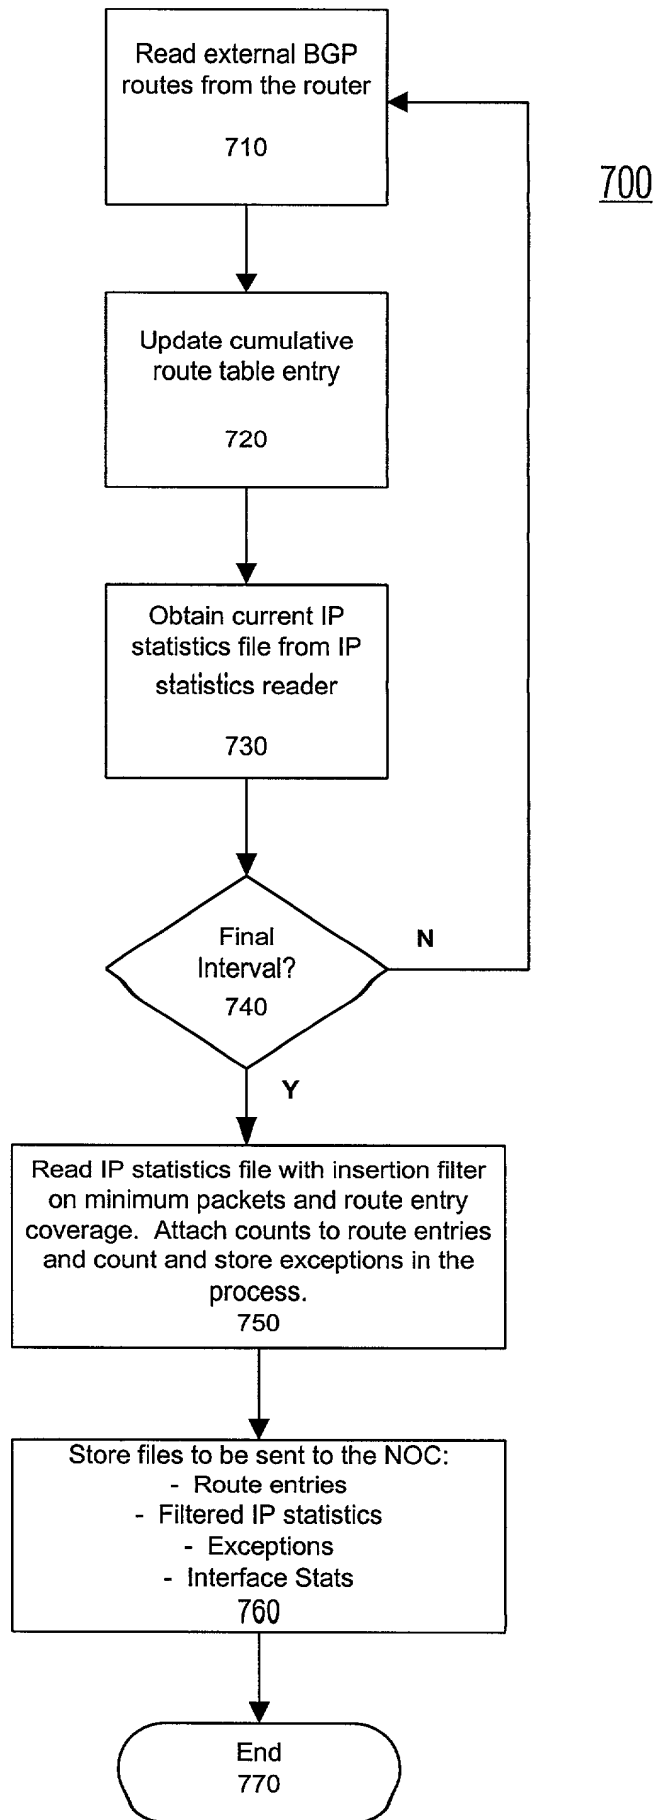 Read external BGP
routes from the router
710
700
Update cumulative
route table entry
720
Obtain current IP
statistics file from IP
statistics reader
730
Final
Interval?
740
N
Y
Read IP statistics file with insertion filter
on minimum packets and route entry
coverage. Attach counts to route entries
and count and store exceptions in the
process.
750
Store files to be sent to the NOC:
- Route entries
- Filtered IP statistics
- Exceptions
- Interface Stats
760
End
770